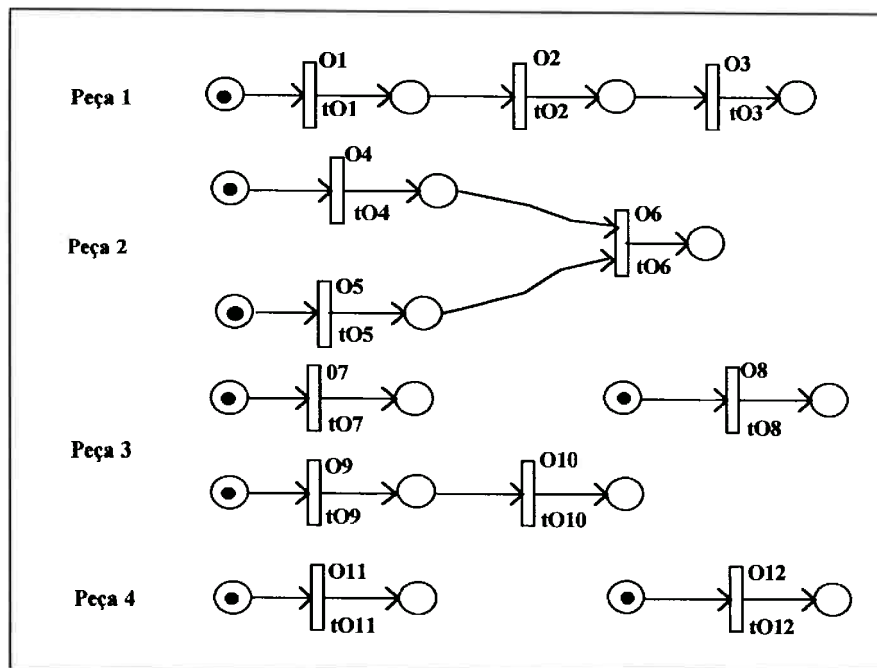 O1 O2 O3
Peça 1
tO1 tO2 tO3
O4
tO4
O6
Peça 2
tO6
O5
tO5
07 O8
tO7 tO8
Peça 3
O9 O10
tO9 tO10
O11 O12
Peça 4
tO11 tO12